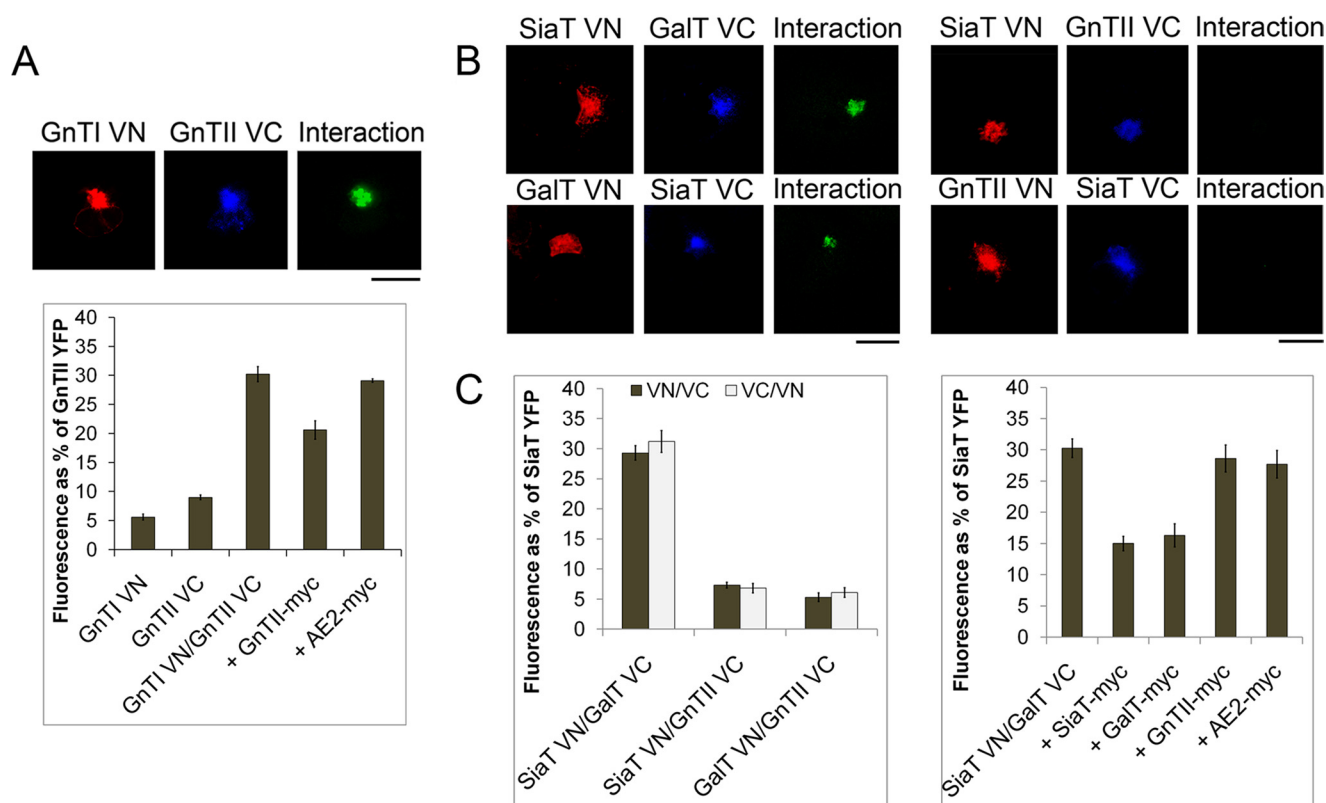 A
GnTI VN GnTII VC Interaction
Fluorescence as % of GnTII YFP
40
35
30
25
20
15
10
5
0
GnTI VN
GnTII VC
GnTI VN/GnTII VC
+ GnTII-myc
+ AE2-myc
B
SiaT VN GalT VC Interaction
SiaT VN GnTII VC Interaction
GalT VN SiaT VC Interaction
GnTII VN SiaT VC Interaction
C
Fluorescence as % of SiaT YFP
VN/VC VC/VN
40
35
30
25
20
15
10
5
0
SiaT VN/GalT VC
SiaT VN/GnTII VC
GalT VN/GnTII VC
Fluorescence as % of SiaT YFP
40
35
30
25
20
15
10
5
0
SiaT VN/GalT VC
+ SiaT-myc
+ GalT-myc
+ GnTII-myc
+ AE2-myc